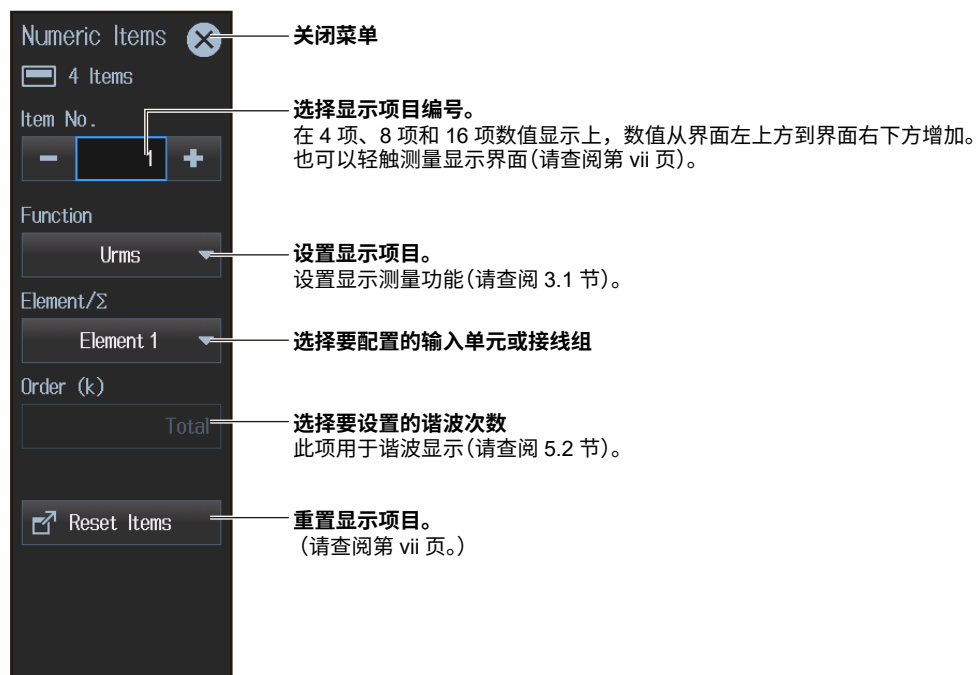 Numeric Items
关闭菜单
4 Items
Item No.
选择显示项目编号。
在 4 项、8 项和 16 项数值显示上，数值从界面左上方到界面右下方增加。
也可以轻触测量显示界面（请查阅第 vii 页）。
1
Function
Urms
设置显示项目。
设置显示测量功能（请查阅 3.1 节）。
Element/Σ
Element 1
选择要配置的输入单元或接线组
Order (k)
Total
选择要设置的谐波次数
此项用于谐波显示（请查阅 5.2 节）。
Reset Items
重置显示项目。
（请查阅第 vii 页。）